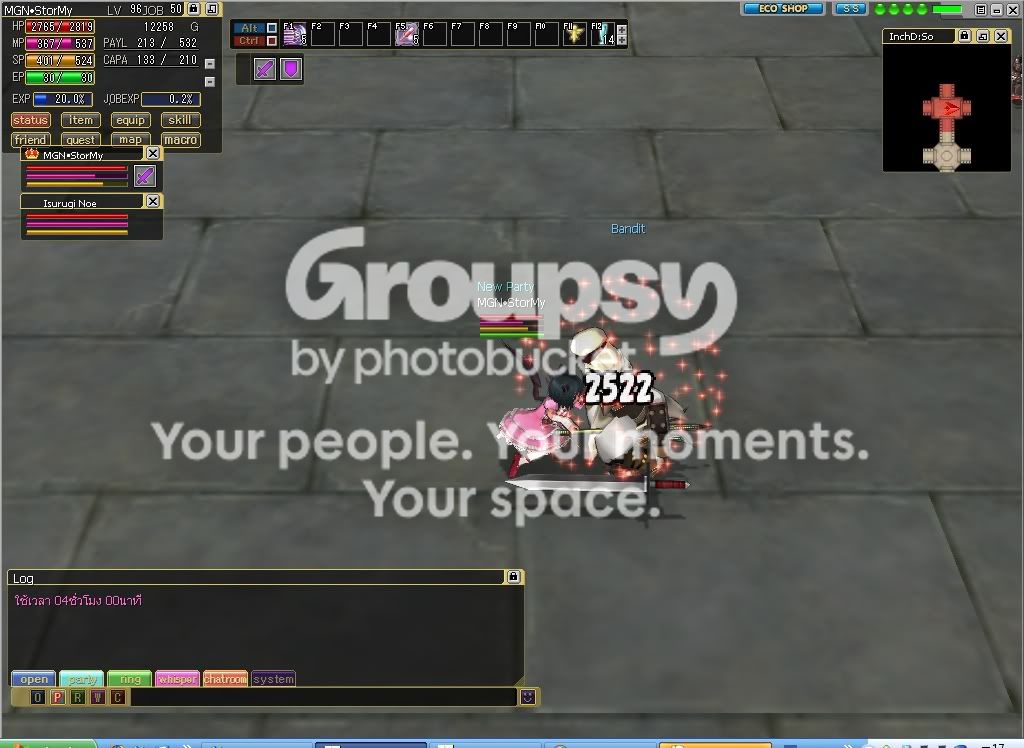 MGN•StorMy LV 96 JOB 50
HP 2765/ 2819 12258 G
MP 367/ 537 PAYL 213 / 532
SP 401/ 524 CAPA 133 / 210
EP 30/ 30
EXP 20.0% JOBEXP 0.2%
status item equip skill
friend quest map macro
MGN•StorMy
Isurugi Noe
Alt
Ctrl
F1 F2 F3 F4 F5 F6 F7 F8 F9 F10 F11 F12
5 5 14
ECO SHOP SS
InchD:So
Bandit
New Party
MGN•StorMy
2522
Groupsy
by photobucket
Your people. Your moments.
Your space.
Log
ใช้เวลา 04ชั่วโมง 00นาที
open party ring whisper chatroom system
O P R W C